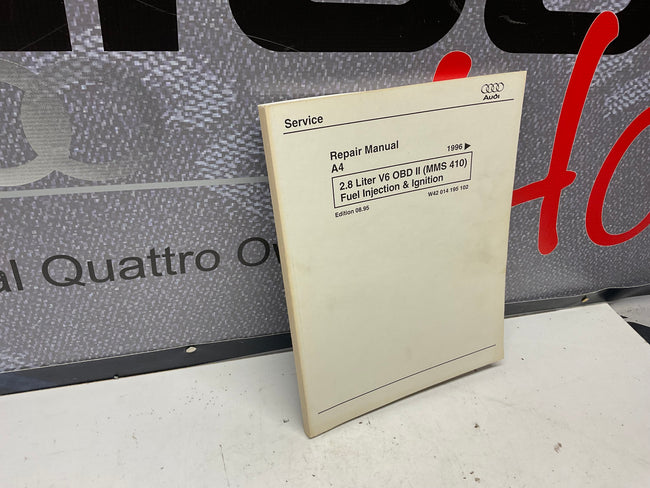 Audi
Service
Repair Manual
A4
1996 ▶
2.8 Liter V6 OBD II (MMS 410)
Fuel Injection & Ignition
W42 014 195 102
Edition 08.95
Quattro